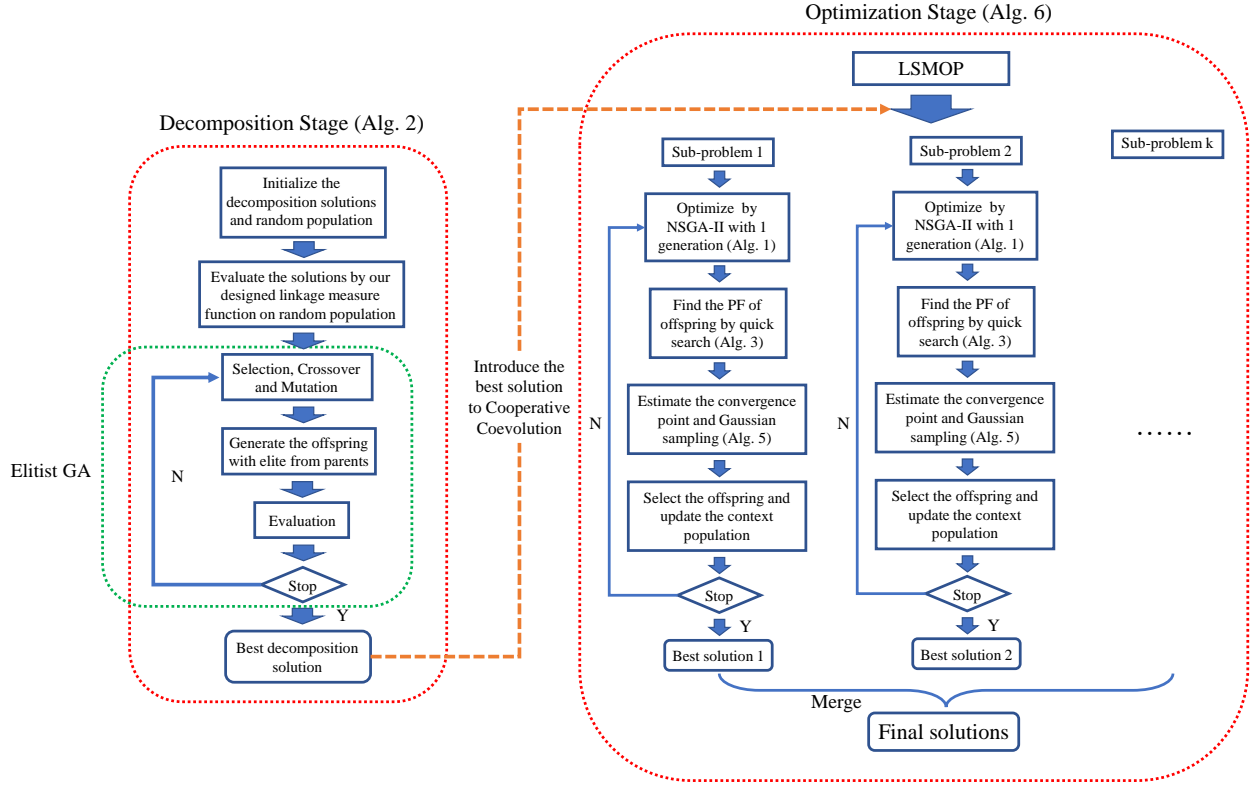 Optimization Stage (Alg. 6)
LSMOP
Decomposition Stage (Alg. 2)
Initialize the
decomposition solutions
and random population
Evaluate the solutions by our
designed linkage measure
function on random population
Selection, Crossover
and Mutation
Generate the offspring
with elite from parents
Elitist GA
N
Evaluation
Stop
Y
Best decomposition
solution
Introduce the
best solution
to Cooperative
Coevolution
Sub-problem 1
Optimize by
NSGA-II with 1
generation (Alg. 1)
Find the PF of
offspring by quick
search (Alg. 3)
Estimate the convergence
point and Gaussian
sampling (Alg. 5)
N
Select the offspring and
update the context
population
Stop
Y
Best solution 1
Sub-problem 2
Optimize by
NSGA-II with 1
generation (Alg. 1)
Find the PF of
offspring by quick
search (Alg. 3)
Estimate the convergence
point and Gaussian
sampling (Alg. 5)
N
Select the offspring and
update the context
population
Stop
Y
Best solution 2
Sub-problem k
......
Merge
Final solutions